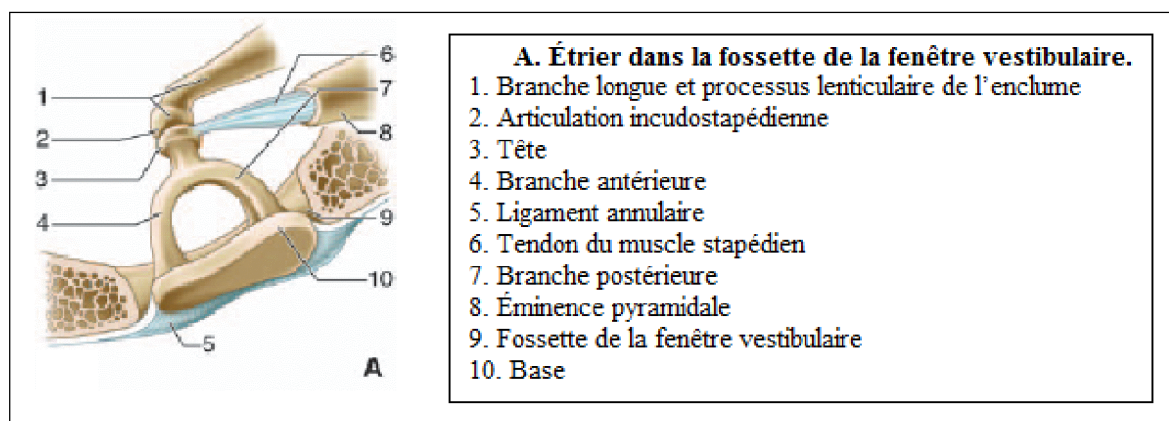 1
2
3
4
5
6
7
8
9
10
A
A. Étrier dans la fossette de la fenêtre vestibulaire.
1. Branche longue et processus lenticulaire de l’enclume
2. Articulation incudostapédienne
3. Tête
4. Branche antérieure
5. Ligament annulaire
6. Tendon du muscle stapédien
7. Branche postérieure
8. Éminence pyramidale
9. Fossette de la fenêtre vestibulaire
10. Base